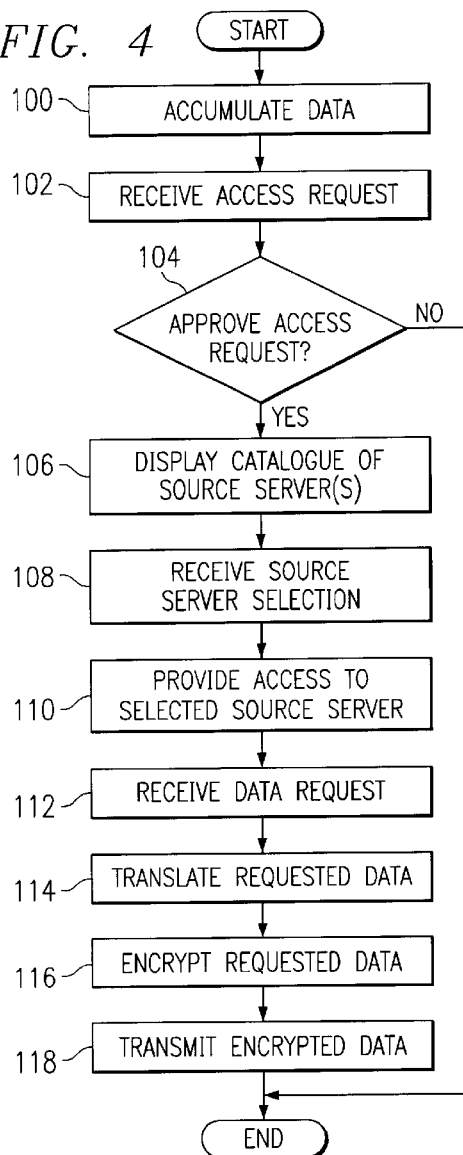 FIG. 4
START
100
ACCUMULATE DATA
102
RECEIVE ACCESS REQUEST
104
APPROVE ACCESS
REQUEST?
NO
YES
106
DISPLAY CATALOGUE OF
SOURCE SERVER(S)
108
RECEIVE SOURCE
SERVER SELECTION
110
PROVIDE ACCESS TO
SELECTED SOURCE SERVER
112
RECEIVE DATA REQUEST
114
TRANSLATE REQUESTED DATA
116
ENCRYPT REQUESTED DATA
118
TRANSMIT ENCRYPTED DATA
END